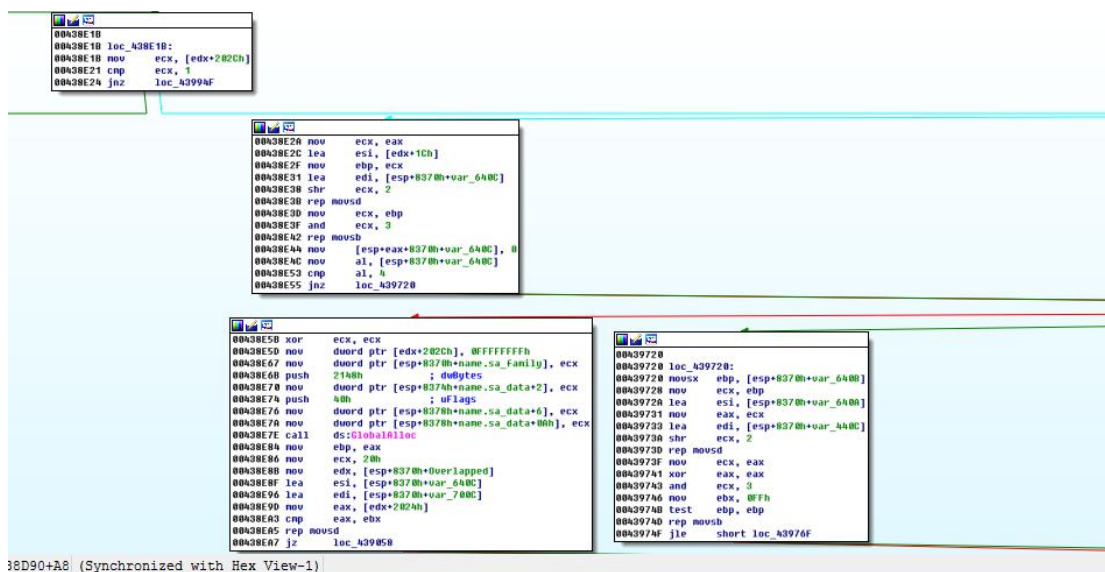 00438E1B
00438E1B loc_438E1B:
00438E1B mov ecx, [edx+202Ch]
00438E21 cmp ecx, 1
00438E24 jnz loc_43994F
00438E2A mov ecx, eax
00438E2C lea esi, [edx+1Ch]
00438E2F mov ebp, ecx
00438E31 lea edi, [esp+8370h+var_640C]
00438E38 shr ecx, 2
00438E3B rep movsd
00438E3D mov ecx, ebp
00438E3F and ecx, 3
00438E42 rep movsb
00438E44 mov [esp+eax+8370h+var_640C], 0
00438E4C mov al, [esp+8370h+var_640C]
00438E53 cmp al, 4
00438E55 jnz loc_439720
00438E5B xor ecx, ecx
00438E5D mov dword ptr [edx+202Ch], 0FFFFFFFFh
00438E67 mov dword ptr [esp+8370h+name.sa_family], ecx
00438E6B push 2148h ; dwBytes
00438E70 mov dword ptr [esp+8374h+name.sa_data+2], ecx
00438E74 push 40h ; uFlags
00438E76 mov dword ptr [esp+8378h+name.sa_data+6], ecx
00438E7A mov dword ptr [esp+8378h+name.sa_data+0Ah], ecx
00438E7E call ds:GlobalAlloc
00438E84 mov ebp, eax
00438E86 mov ecx, 20h
00438E8B mov edx, [esp+8370h+Overlapped]
00438E8F lea esi, [esp+8370h+var_640C]
00438E96 lea edi, [esp+8370h+var_700C]
00438E9D mov eax, [edx+2024h]
00438EA3 cmp eax, ebx
00438EA5 rep movsd
00438EA7 jz loc_439058
00439720
00439720 loc_439720:
00439720 movsx ebp, [esp+8370h+var_640B]
00439728 mov ecx, ebp
0043972A lea esi, [esp+8370h+var_640A]
00439731 mov eax, ecx
00439733 lea edi, [esp+8370h+var_440C]
0043973A shr ecx, 2
0043973D rep movsd
0043973F mov ecx, eax
00439741 xor eax, eax
00439743 and ecx, 3
00439746 mov ebx, 0FFh
0043974B test ebp, ebp
0043974D rep movsb
0043974F jle short loc_43976F
38D90+A8 (Synchronized with Hex View-1)